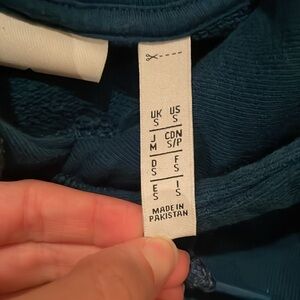 UK US
S S
J CDN
M S/P
D F
S S
E I
S S
MADE IN
PAKISTAN